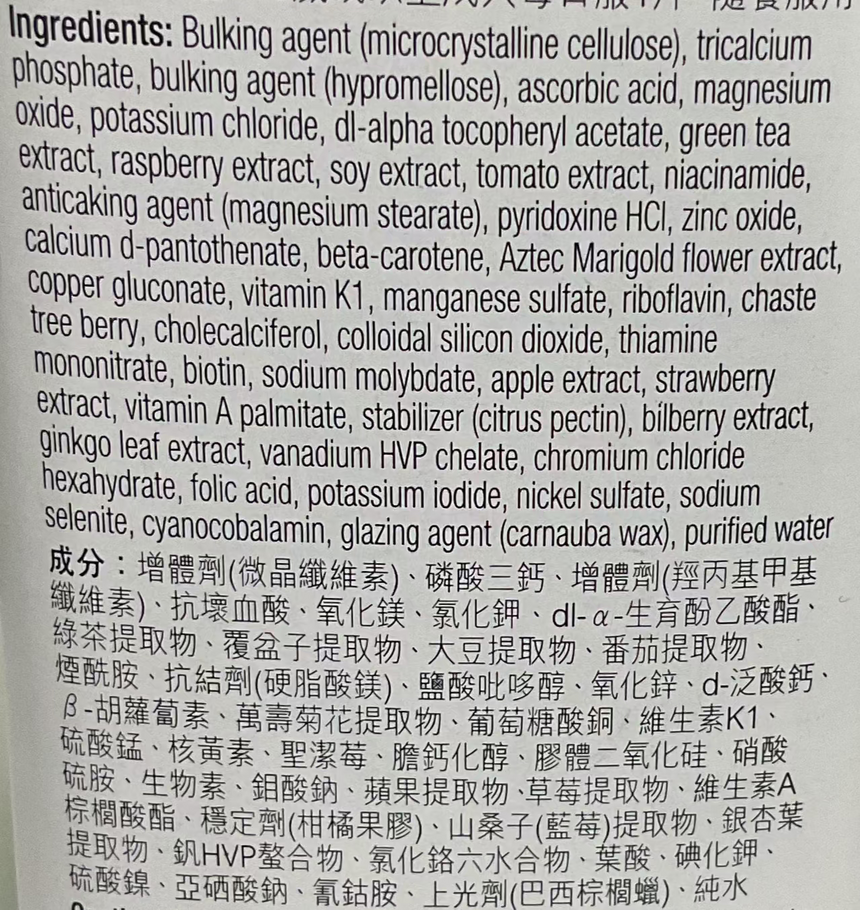 Ingredients: Bulking agent (microcrystalline cellulose), tricalcium
phosphate, bulking agent (hypromellose), ascorbic acid, magnesium
oxide, potassium chloride, dl-alpha tocopheryl acetate, green tea
extract, raspberry extract, soy extract, tomato extract, niacinamide,
anticaking agent (magnesium stearate), pyridoxine HCl, zinc oxide,
calcium d-pantothenate, beta-carotene, Aztec Marigold flower extract,
copper gluconate, vitamin K1, manganese sulfate, riboflavin, chaste
tree berry, cholecalciferol, colloidal silicon dioxide, thiamine
mononitrate, biotin, sodium molybdate, apple extract, strawberry
extract, vitamin A palmitate, stabilizer (citrus pectin), bilberry extract,
ginkgo leaf extract, vanadium HVP chelate, chromium chloride
hexahydrate, folic acid, potassium iodide, nickel sulfate, sodium
selenite, cyanocobalamin, glazing agent (carnauba wax), purified water
成分：增體劑(微晶纖維素)、磷酸三鈣、增體劑(羥丙基甲基
纖維素)、抗壞血酸、氧化鎂、氯化鉀、dl-α-生育酚乙酸酯、
綠茶提取物、覆盆子提取物、大豆提取物、番茄提取物、
煙酰胺、抗結劑(硬脂酸鎂)、鹽酸吡哆醇、氧化鋅、d-泛酸鈣、
β-胡蘿蔔素、萬壽菊花提取物、葡萄糖酸銅、維生素K1、
硫酸錳、核黃素、聖潔莓、膽鈣化醇、膠體二氧化硅、硝酸
硫胺、生物素、鉬酸鈉、蘋果提取物、草莓提取物、維生素A
棕櫚酸酯、穩定劑(柑橘果膠)、山桑子(藍莓)提取物、銀杏葉
提取物、釩HVP螯合物、氯化鉻六水合物、葉酸、碘化鉀、
硫酸鎳、亞硒酸鈉、氰鈷胺、上光劑(巴西棕櫚蠟)、純水